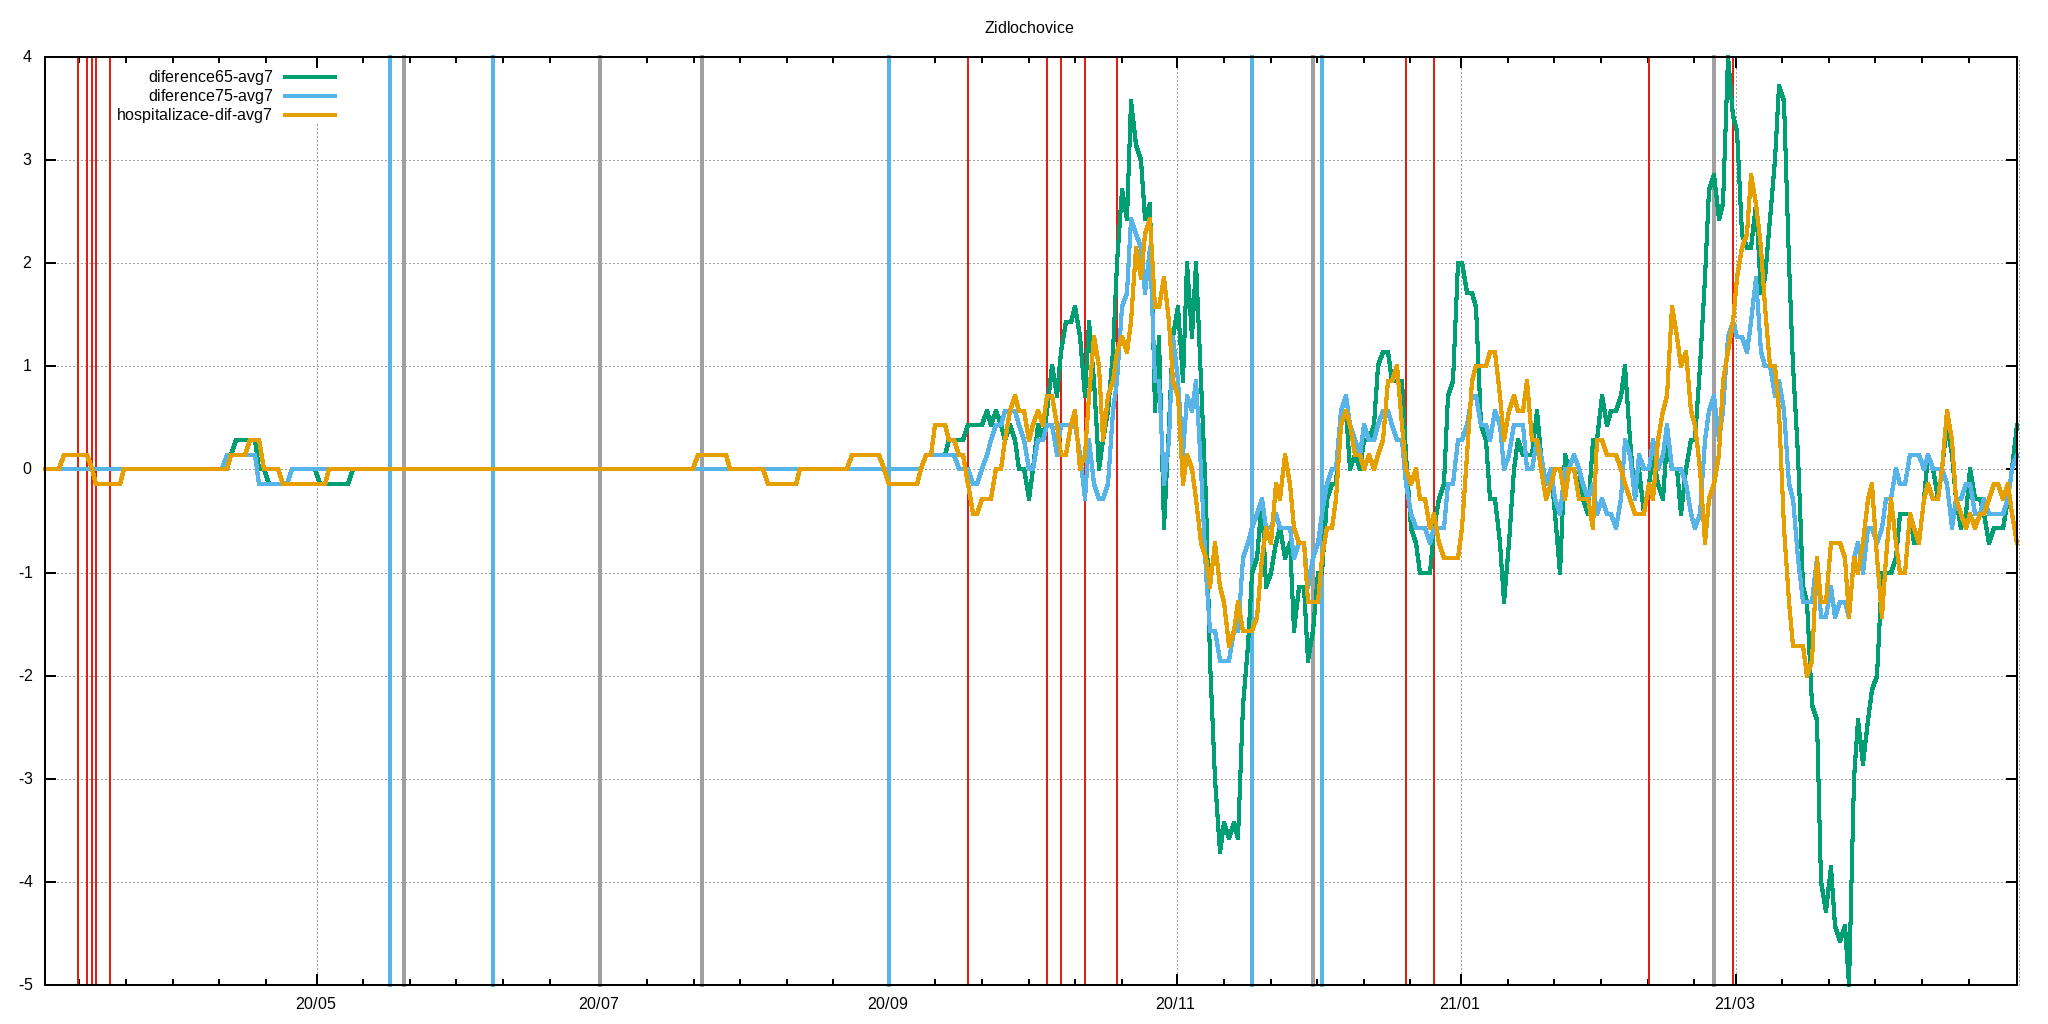 Zidlochovice
diference65-avg7
diference75-avg7
hospitalizace-dif-avg7
4
3
2
1
0
-1
-2
-3
-4
-5
20/05 20/07 20/09 20/11 21/01 21/03